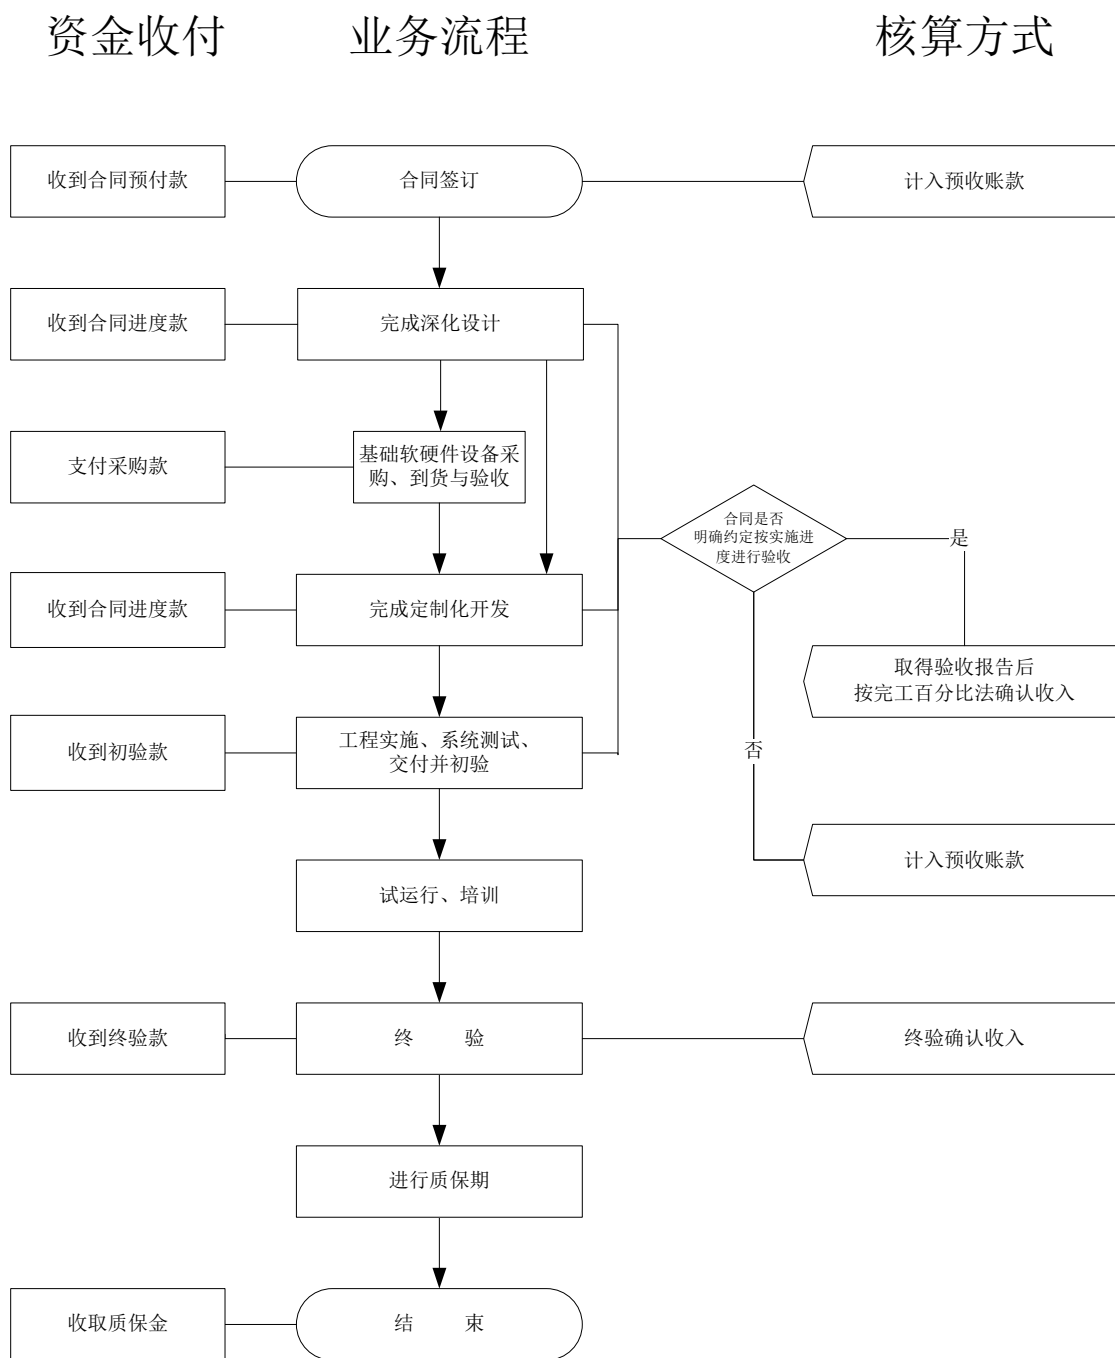 资金收付
业务流程
核算方式
收到合同预付款
合同签订
计入预收账款
收到合同进度款
完成深化设计
支付采购款
基础软硬件设备采
购、到货与验收
合同是否
明确约定按实施进
度进行验收
是
收到合同进度款
完成定制化开发
取得验收报告后
按完工百分比法确认收入
收到初验款
工程实施、系统测试、
交付并初验
否
试运行、培训
计入预收账款
收到终验款
终 验
终验确认收入
进行质保期
收取质保金
结 束